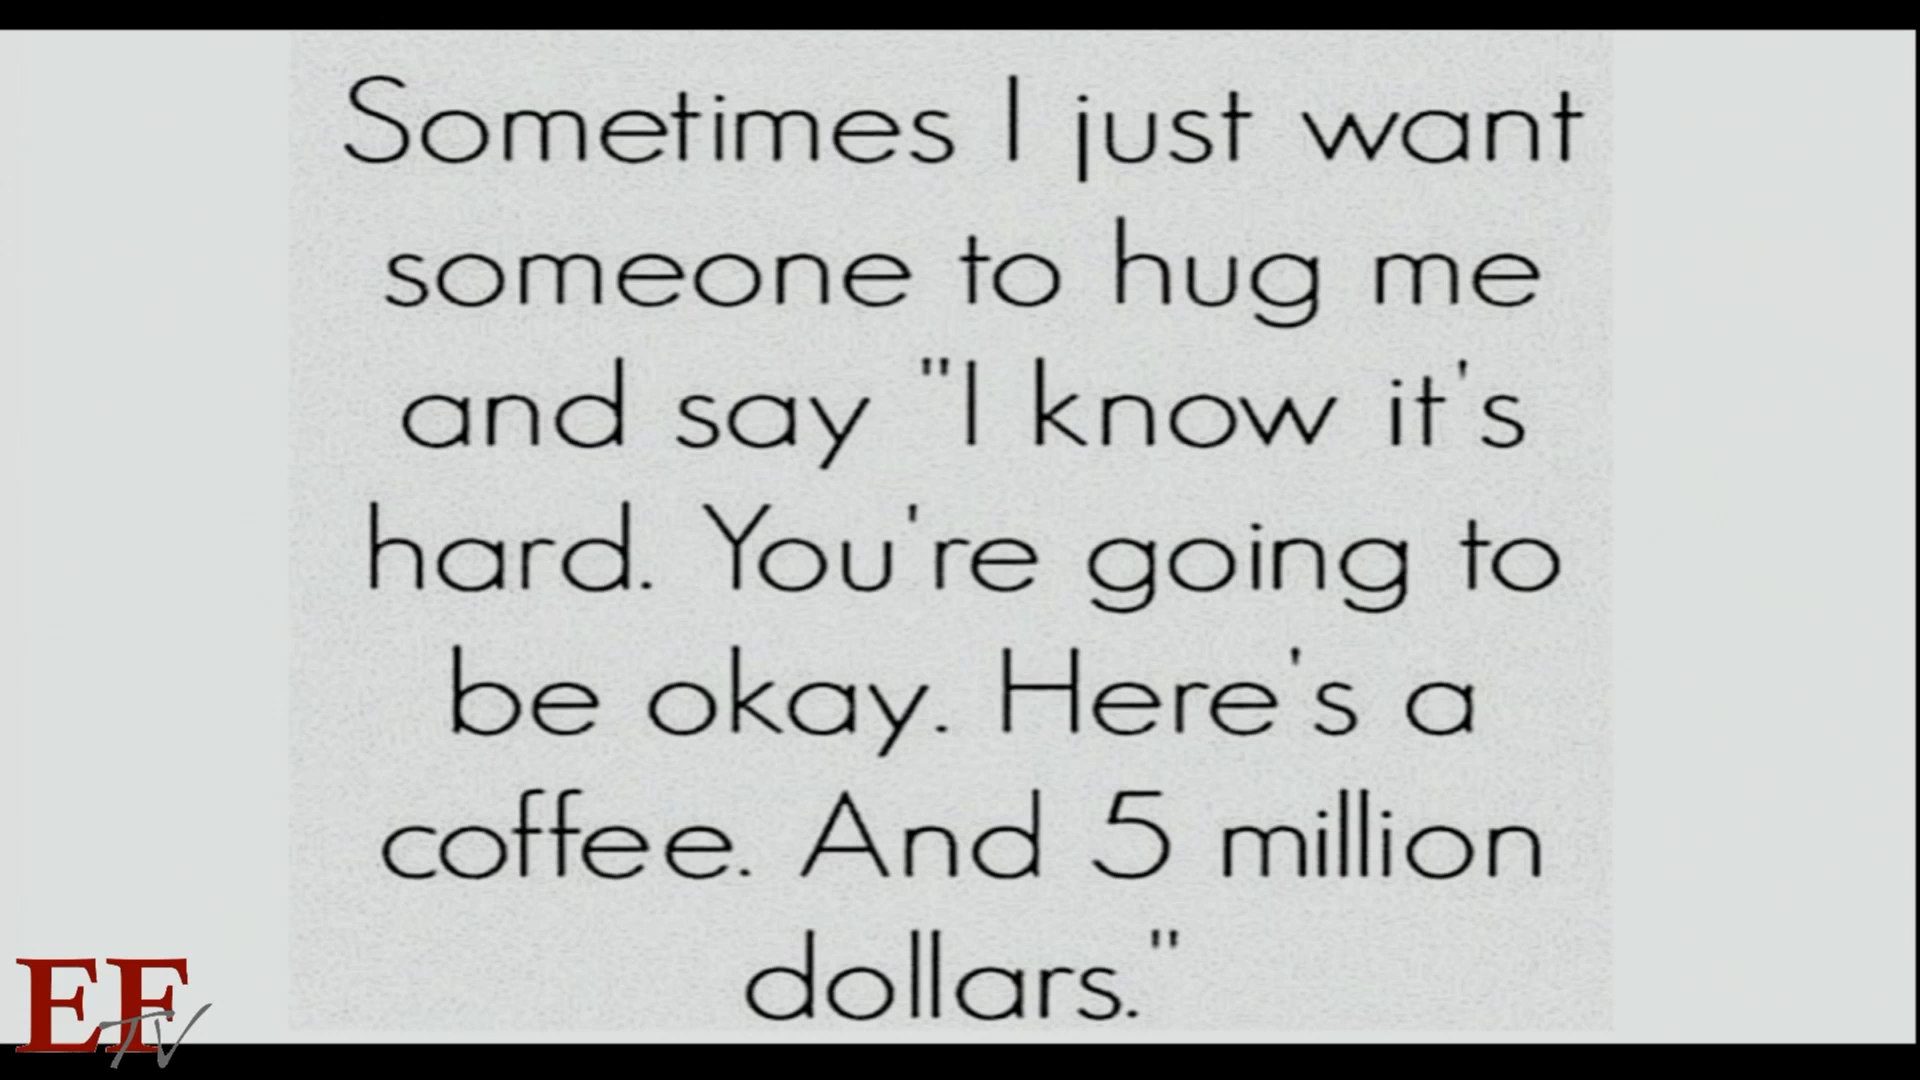 Sometimes I just want
someone to hug me
and say "I know it's
hard. You're going to
be okay. Here's a
coffee. And 5 million
dollars."
EF
TV